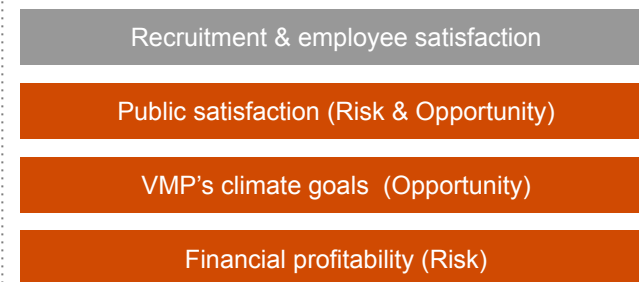 Recruitment & employee satisfaction
Public satisfaction (Risk & Opportunity)
VMP's climate goals  (Opportunity)
Financial profitability (Risk)